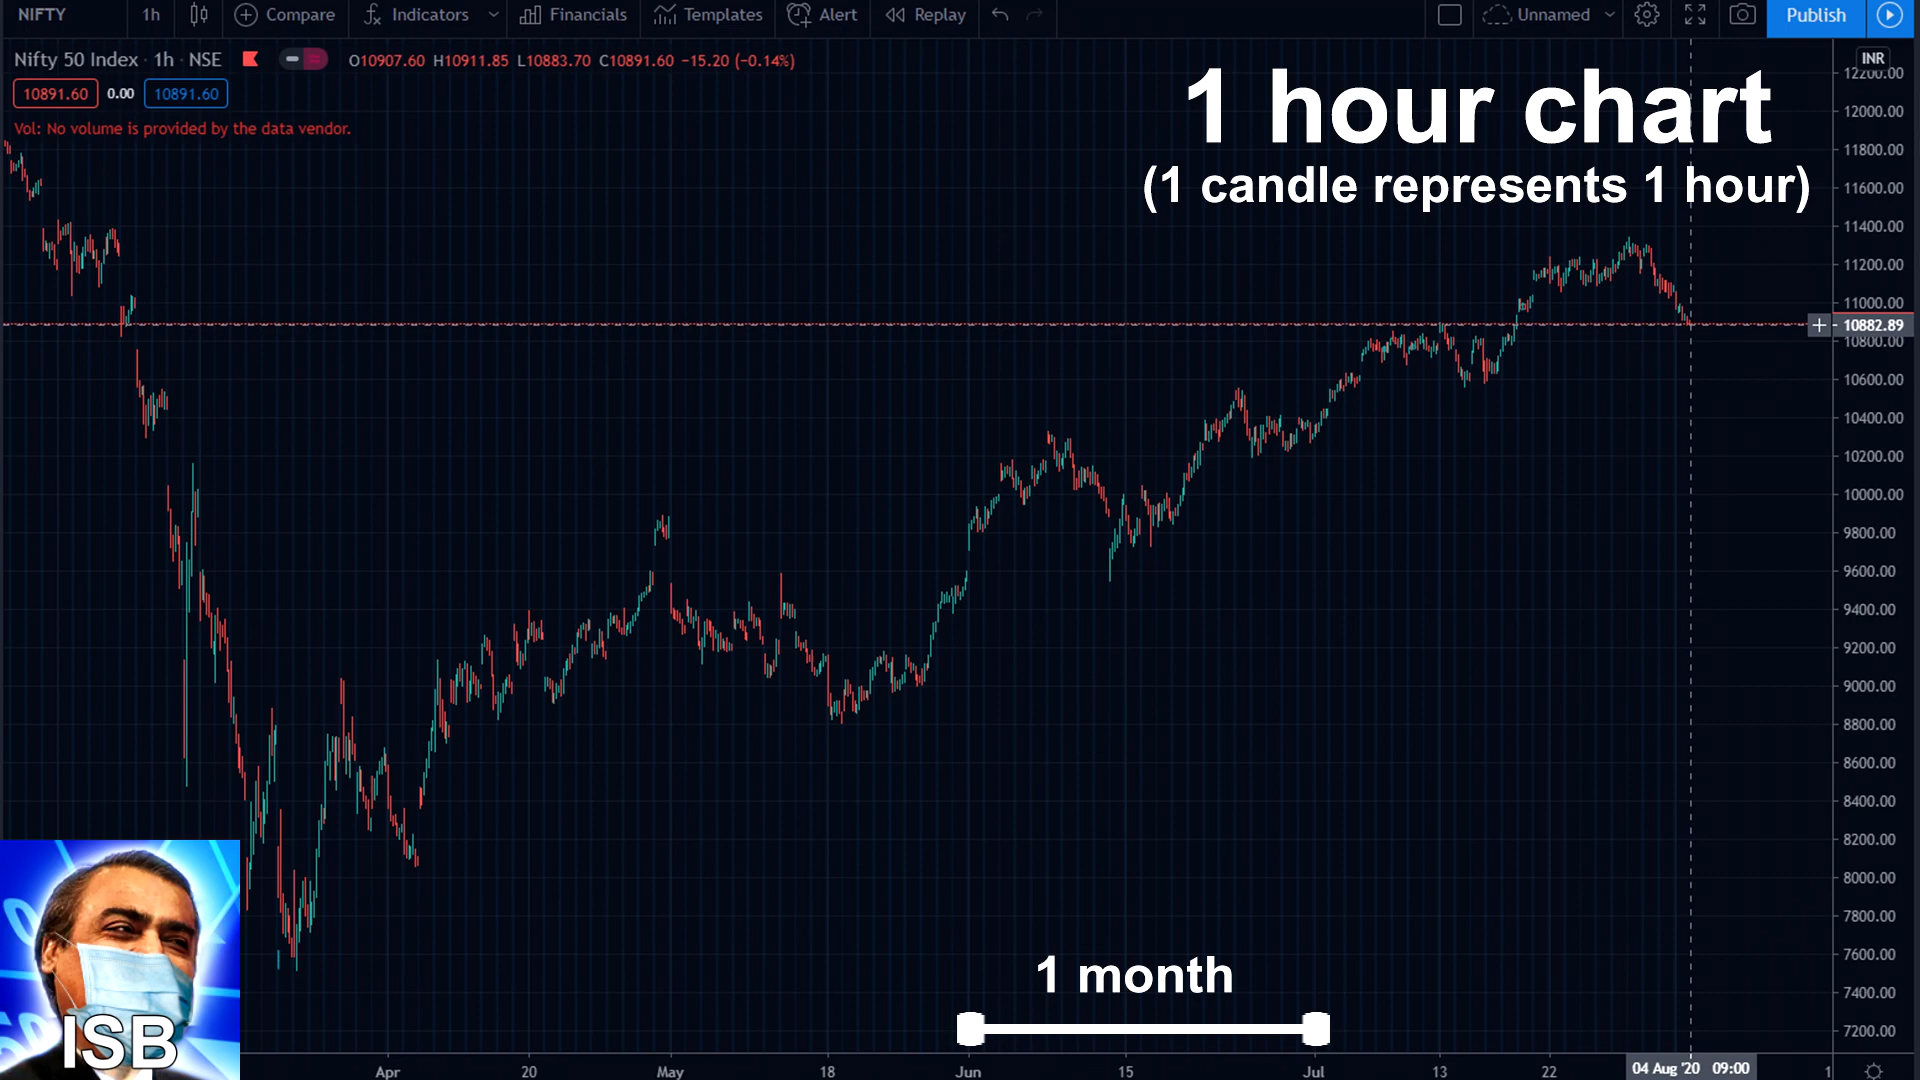 NIFTY 1h Compare Indicators Financials Templates Alert Replay Unnamed Publish
Nifty 50 Index · 1h · NSE O10907.60 H10911.85 L10883.70 C10891.60 −15.20 (−0.14%)
INR
10891.60 0.00 10891.60
Vol: No volume is provided by the data vendor.
1 hour chart
(1 candle represents 1 hour)
12200.00
12000.00
11800.00
11600.00
11400.00
11200.00
11000.00
10882.89
10800.00
10600.00
10400.00
10200.00
10000.00
9800.00
9600.00
9400.00
9200.00
9000.00
8800.00
8600.00
8400.00
8200.00
8000.00
7800.00
7600.00
7400.00
7200.00
1 month
ISB
Apr 20 May 18 Jun 15 Jul 13 22 04 Aug '20 09:00 1